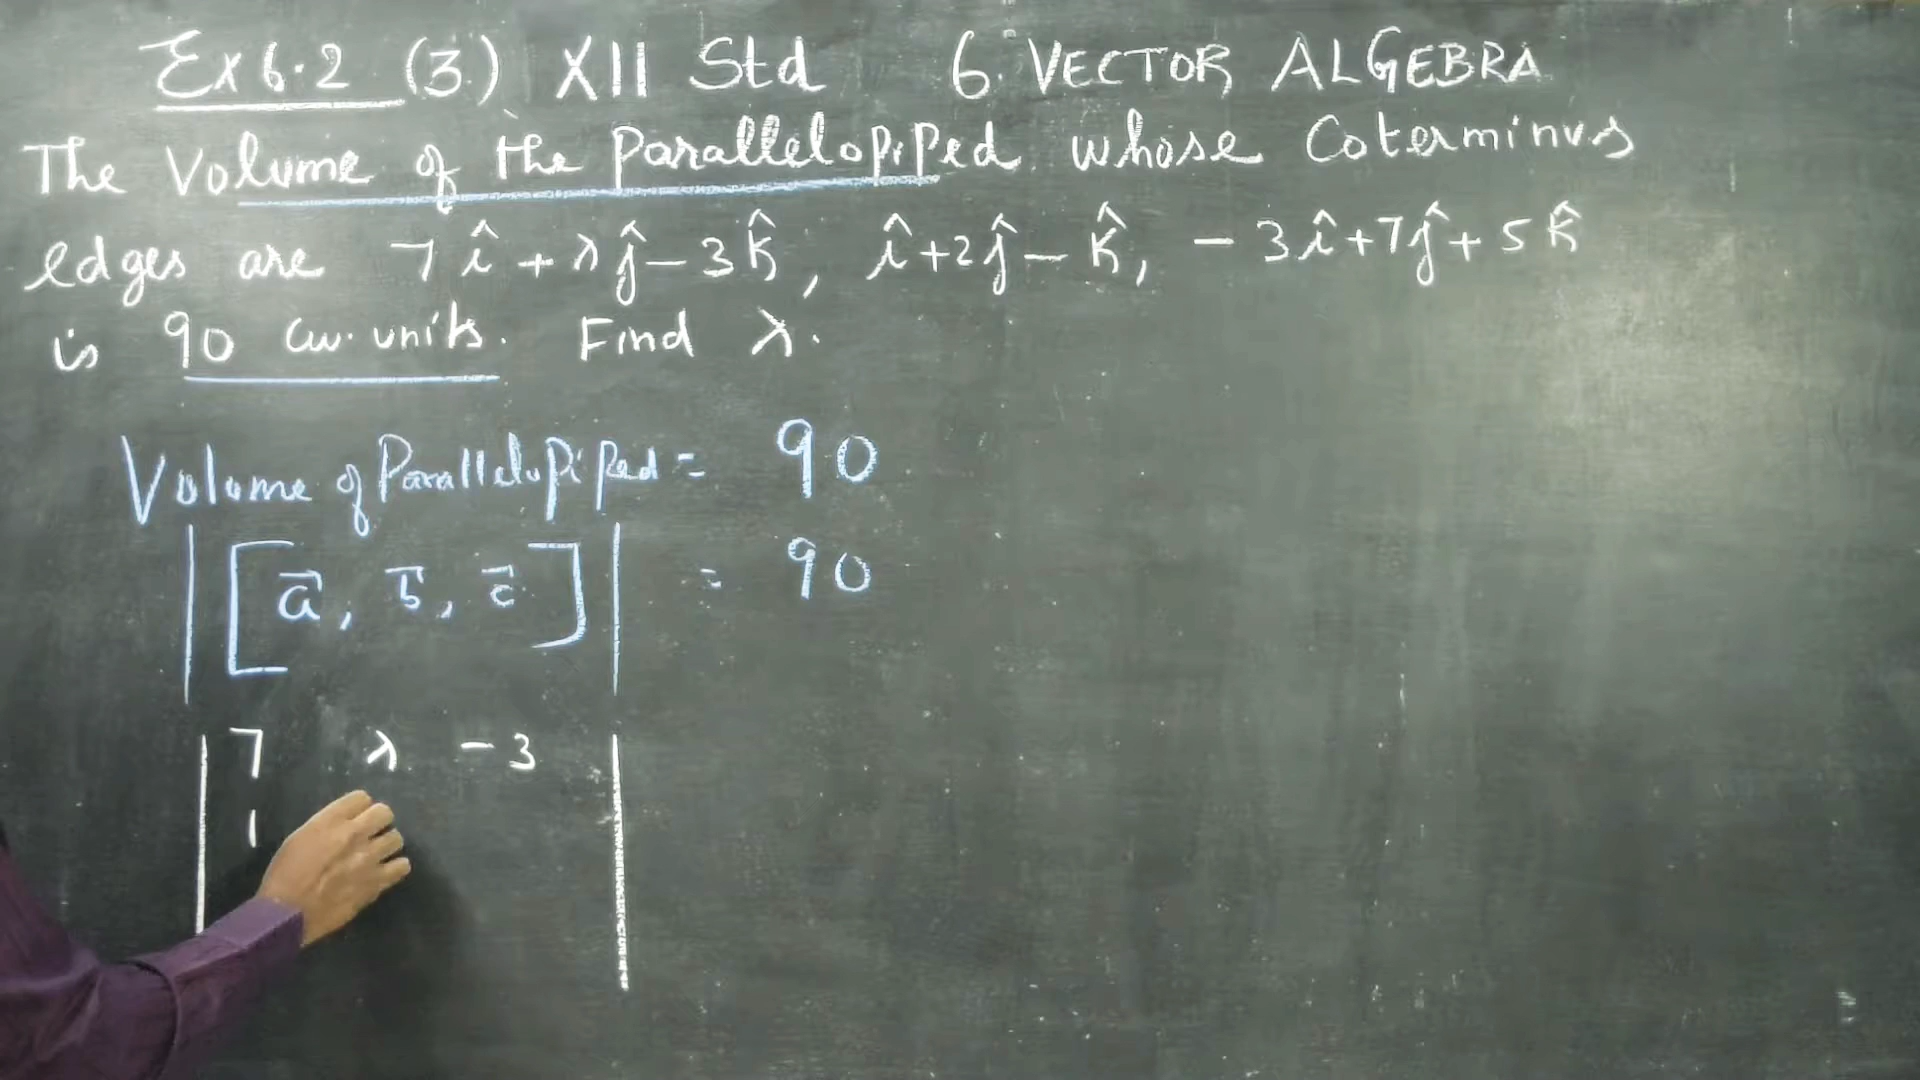 Ex 6.2 (3) XII Std 6. VECTOR ALGEBRA
The Volume of the Parallelopiped whose Coterminus
edges are 7î + λĵ - 3k̂, î + 2ĵ - k̂, - 3î + 7ĵ + 5k̂
is 90 cu. units. Find λ.
Volume of Parallelopiped = 90
|[a⃗, b⃗, c⃗]| = 90
| 7 λ -3 |
1